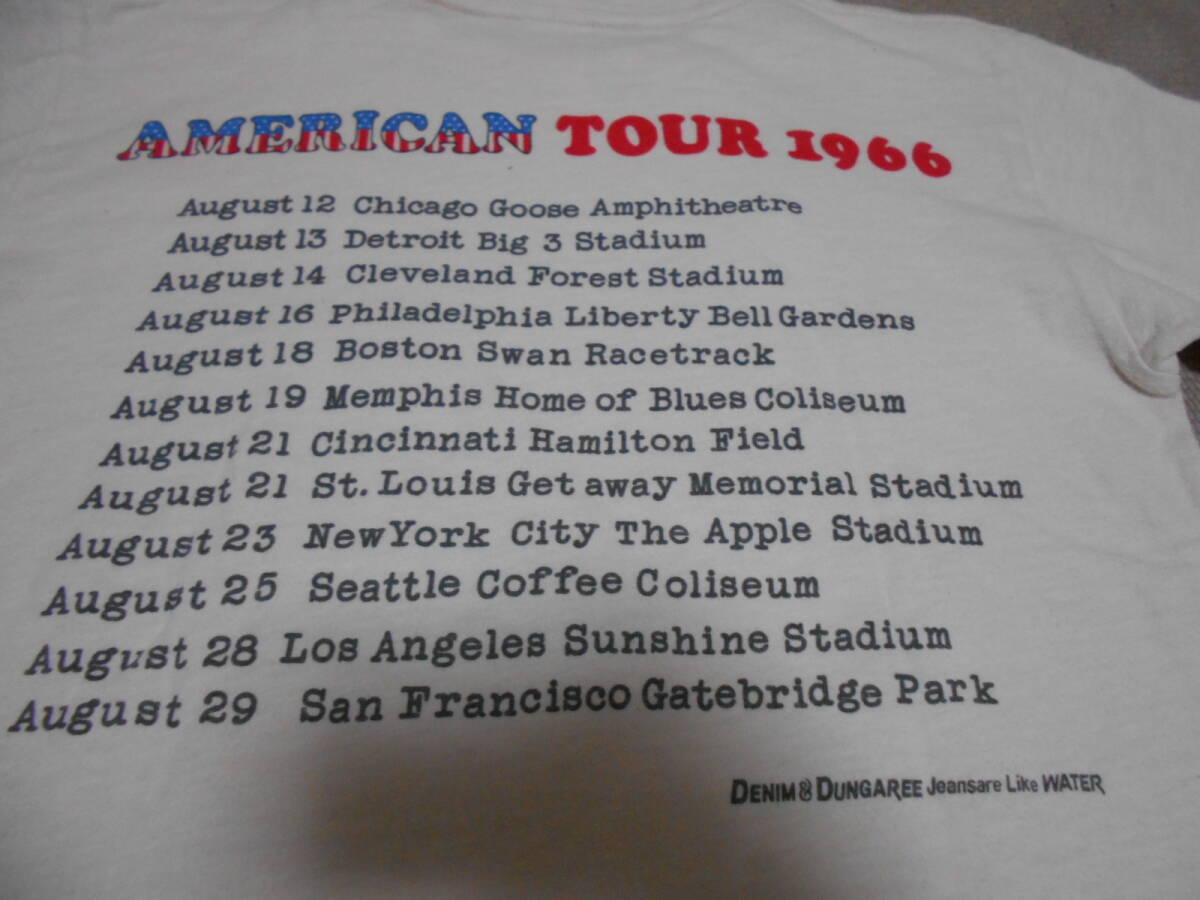 AMERICAN TOUR 1966
August 12 Chicago Goose Amphitheatre
August 13 Detroit Big 3 Stadium
August 14 Cleveland Forest Stadium
August 16 Philadelphia Liberty Bell Gardens
August 18 Boston Swan Racetrack
August 19 Memphis Home of Blues Coliseum
August 21 Cincinnati Hamilton Field
August 21 St. Louis Get away Memorial Stadium
August 23 New York City The Apple Stadium
August 25 Seattle Coffee Coliseum
August 28 Los Angeles Sunshine Stadium
August 29 San Francisco Gatebridge Park
DENIM & DUNGAREE Jeansare Like WATER